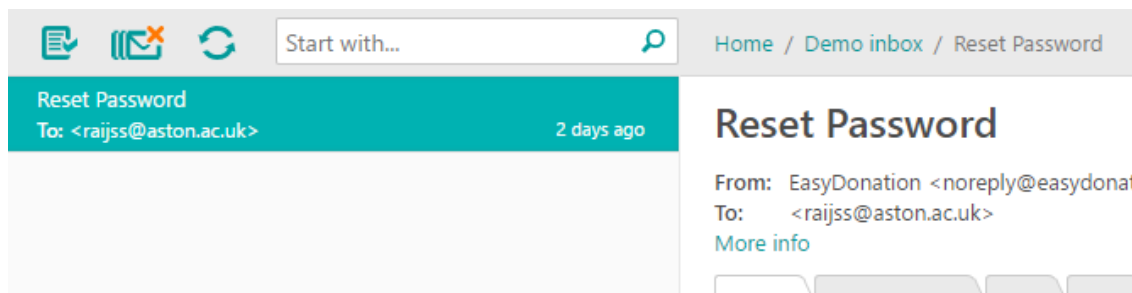 Start with...
Home / Demo inbox / Reset Password
Reset Password
To: <raijss@aston.ac.uk>
2 days ago
Reset Password
From: EasyDonation <noreply@easydonat
To: <raijss@aston.ac.uk>
More info